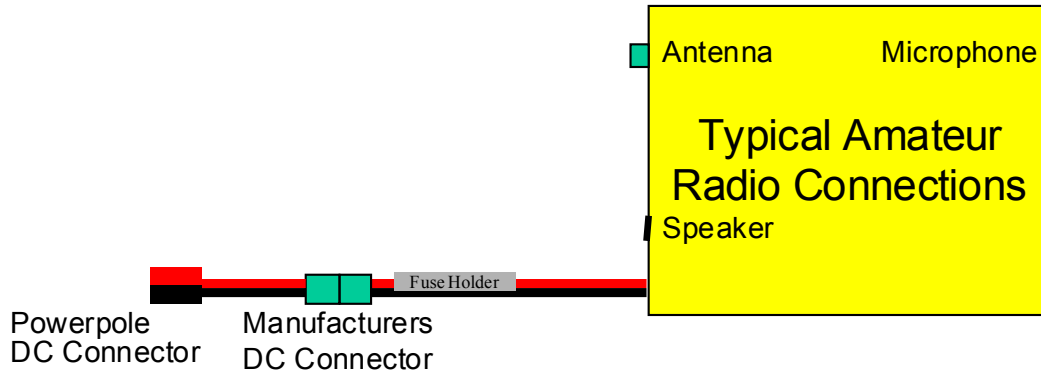 Antenna
Microphone
Typical Amateur
Radio Connections
Speaker
Fuse Holder
Powerpole
DC Connector
Manufacturers
DC Connector